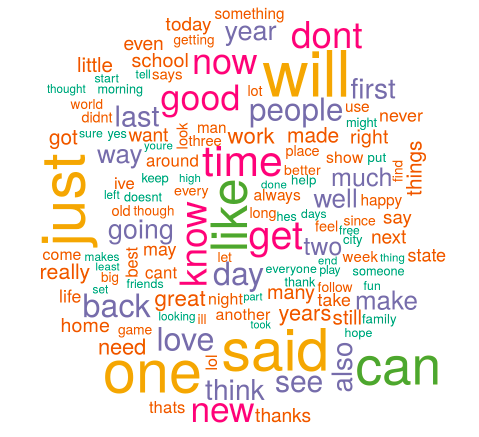 something
today year dont
getting
even now will
little school
start tell says lot first
thought morning good people use
world last man might never
didnt look
got sure yes want three work made right
youre
way around time place show put find things
ive keep high better much
left doesnt every done help always well happy
just old though know like long hes days feel since say
going get free two city next
come makes best may let week thing state
really least big cant day end everyone play someone
set friends thank follow fun
life back great night part many take make
looking ill another years still family
home game took hope
need lol love said also
one think see can
thats new thanks